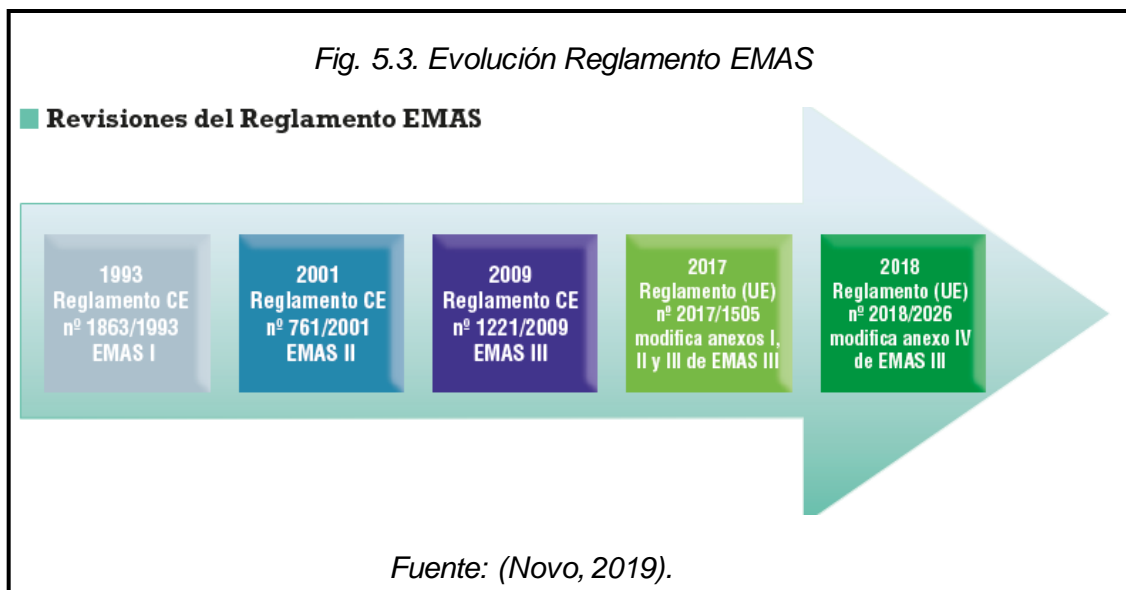 Fig. 5.3. Evolución Reglamento EMAS
Revisiones del Reglamento EMAS
1993
Reglamento CE
nº 1863/1993
EMAS I
2001
Reglamento CE
nº 761/2001
EMAS II
2009
Reglamento CE
nº 1221/2009
EMAS III
2017
Reglamento (UE)
nº 2017/1505
modifica anexos I,
II y III de EMAS III
2018
Reglamento (UE)
nº 2018/2026
modifica anexo IV
de EMAS III
Fuente: (Novo, 2019).